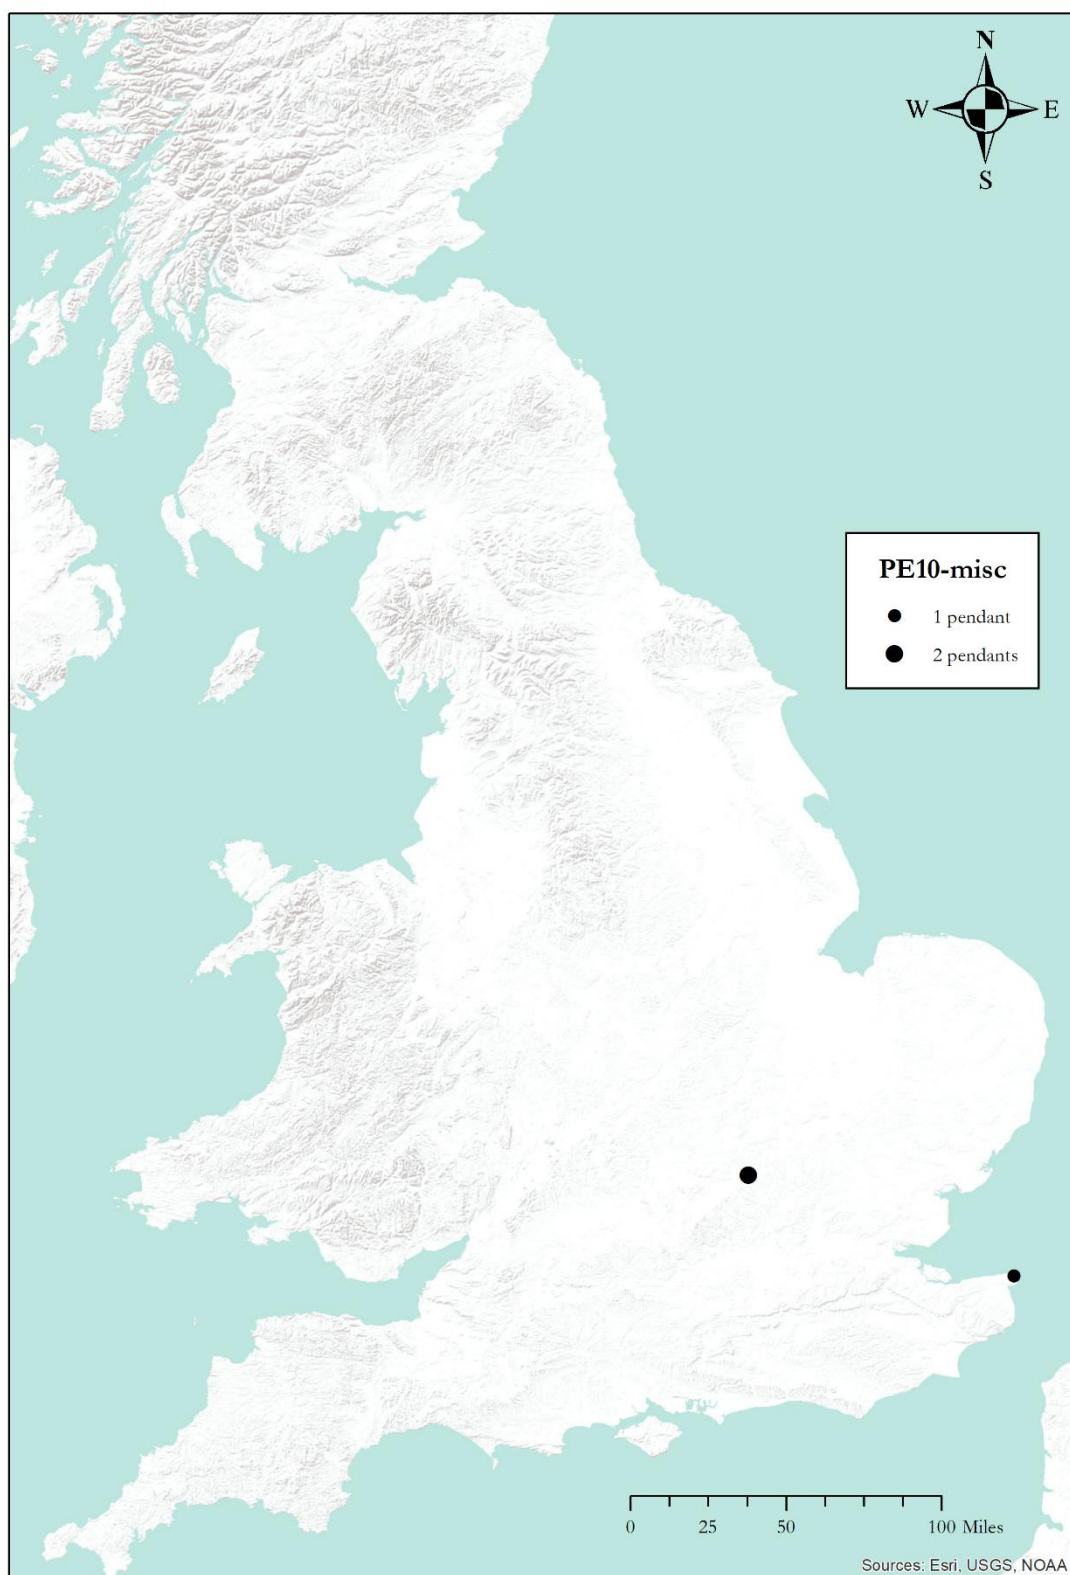 N
W E
S
PE10-misc
1 pendant
2 pendants
0 25 50 100 Miles
Sources: Esri, USGS, NOAA